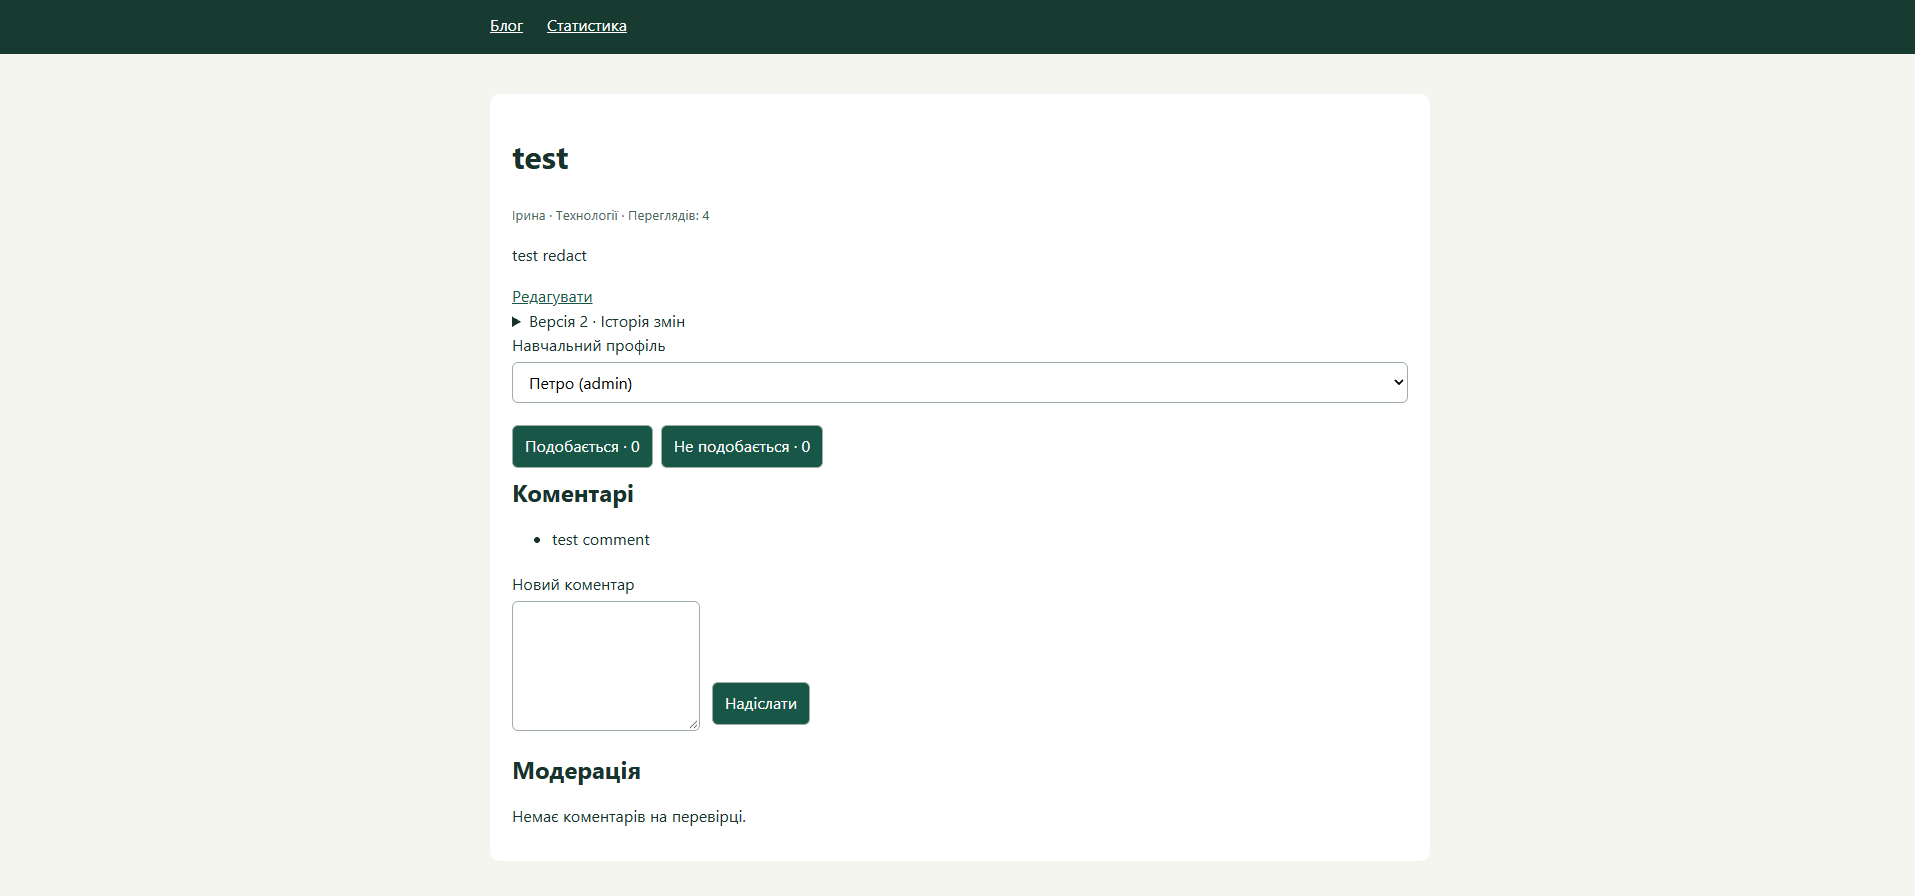 Блог Статистика
test
Ірина · Технології · Переглядів: 4
test redact
Редагувати
Версія 2 · Історія змін
Навчальний профіль
Петро (admin)
Подобається · 0 Не подобається · 0
Коментарі
test comment
Новий коментар
Надіслати
Модерація
Немає коментарів на перевірці.